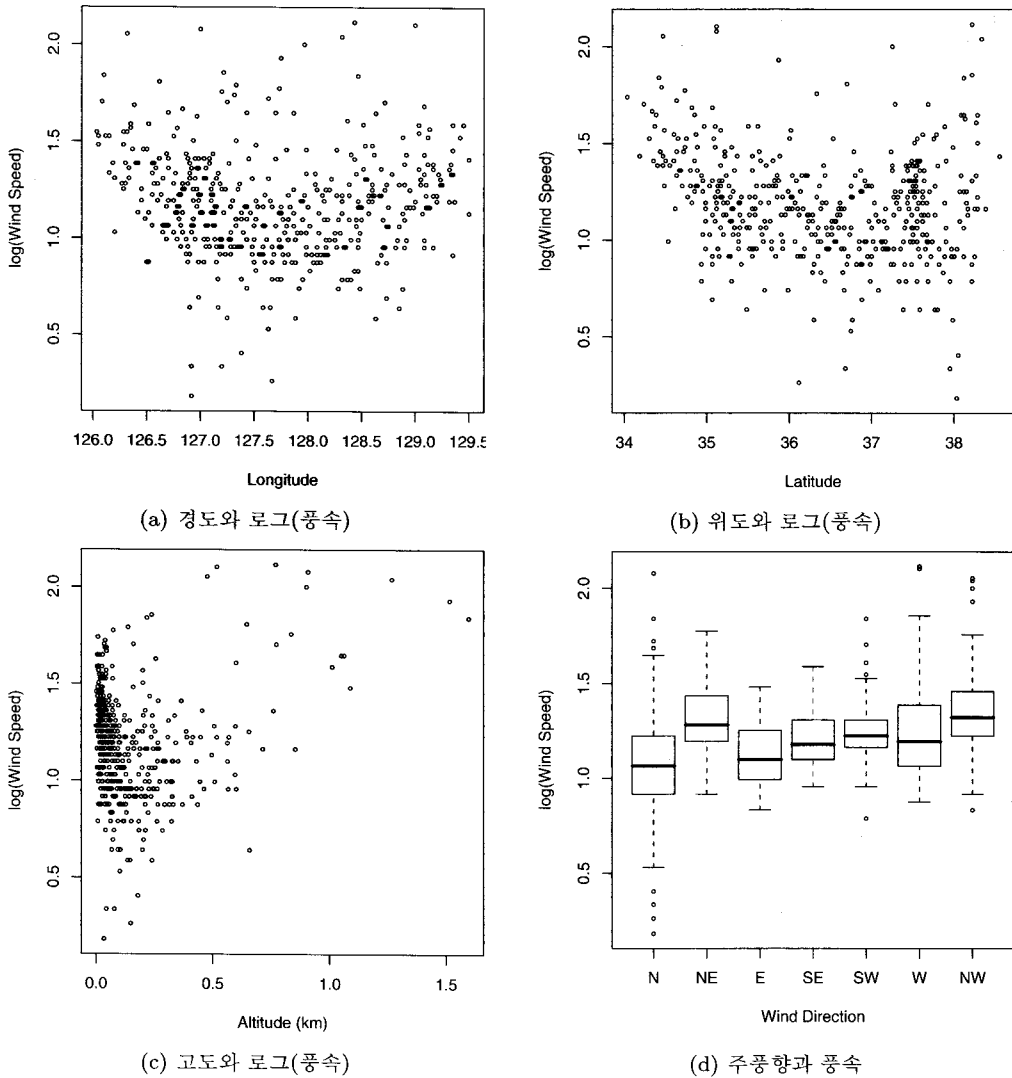 log(Wind Speed)
2.0
1.5
1.0
0.5
126.0 126.5 127.0 127.5 128.0 128.5 129.0 129.5
Longitude
(a) 경도와 로그(풍속)
log(Wind Speed)
2.0
1.5
1.0
0.5
34 35 36 37 38
Latitude
(b) 위도와 로그(풍속)
log(Wind Speed)
2.0
1.5
1.0
0.5
0.0 0.5 1.0 1.5
Altitude (km)
(c) 고도와 로그(풍속)
log(Wind Speed)
2.0
1.5
1.0
0.5
N NE E SE SW W NW
Wind Direction
(d) 주풍향과 풍속